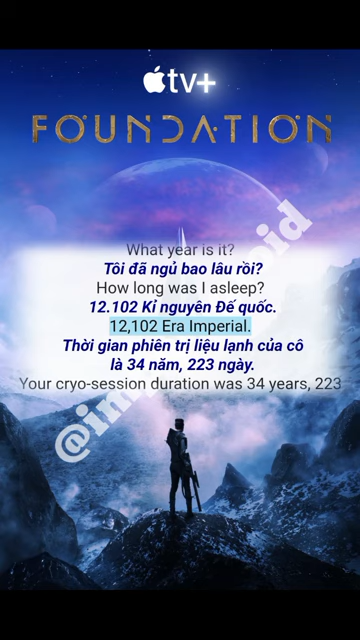 tv+
FOUNDATION
What year is it?
Tôi đã ngủ bao lâu rồi?
How long was I asleep?
12.102 Kỉ nguyên Đế quốc.
12,102 Era Imperial.
Thời gian phiên trị liệu lạnh của cô
là 34 năm, 223 ngày.
Your cryo-session duration was 34 years, 223